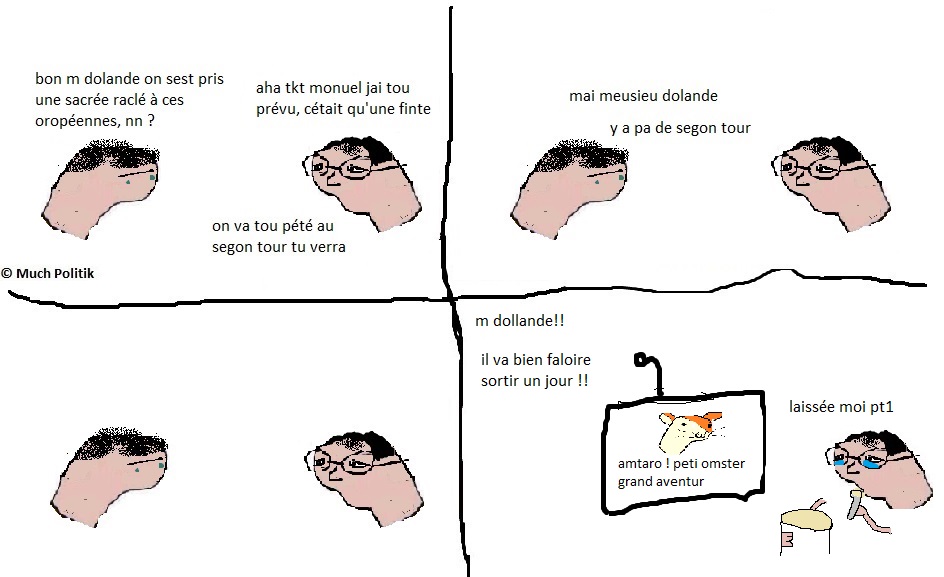 bon m dolande on sest pris
une sacrée raclé à ces
oropéennes, nn ?
aha tkt monuel jai tou
prévu, cétait qu'une finte
on va tou pété au
segon tour tu verra
mai meusieu dolande
y a pa de segon tour
© Much Politik
m dollande!!
il va bien faloire
sortir un jour !!
amtaro ! peti omster
grand aventur
laissée moi pt1